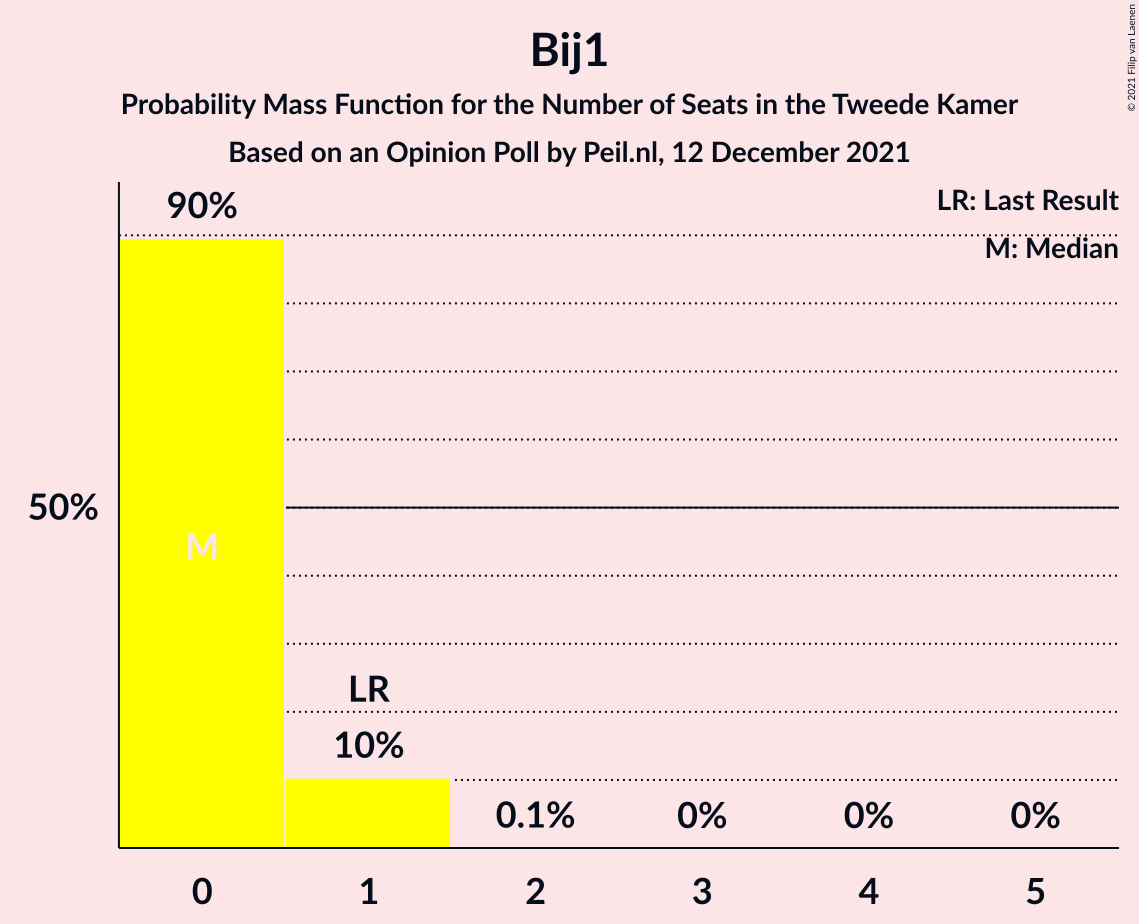 Bij1
Probability Mass Function for the Number of Seats in the Tweede Kamer
Based on an Opinion Poll by Peil.nl, 12 December 2021
© 2021 Filip van Laenen
LR: Last Result
M: Median
90%
50%
M
LR
10%
0.1%
0%
0%
0%
0
1
2
3
4
5